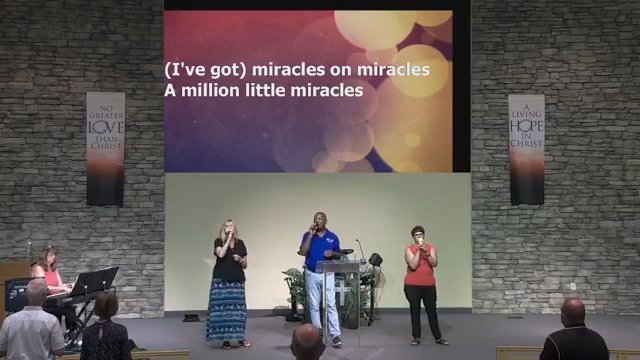 (I've got) miracles on miracles
A million little miracles
NO
GREATER
LOVE
THAN
CHRIST
A
LIVING
HOPE
IN
CHRIST